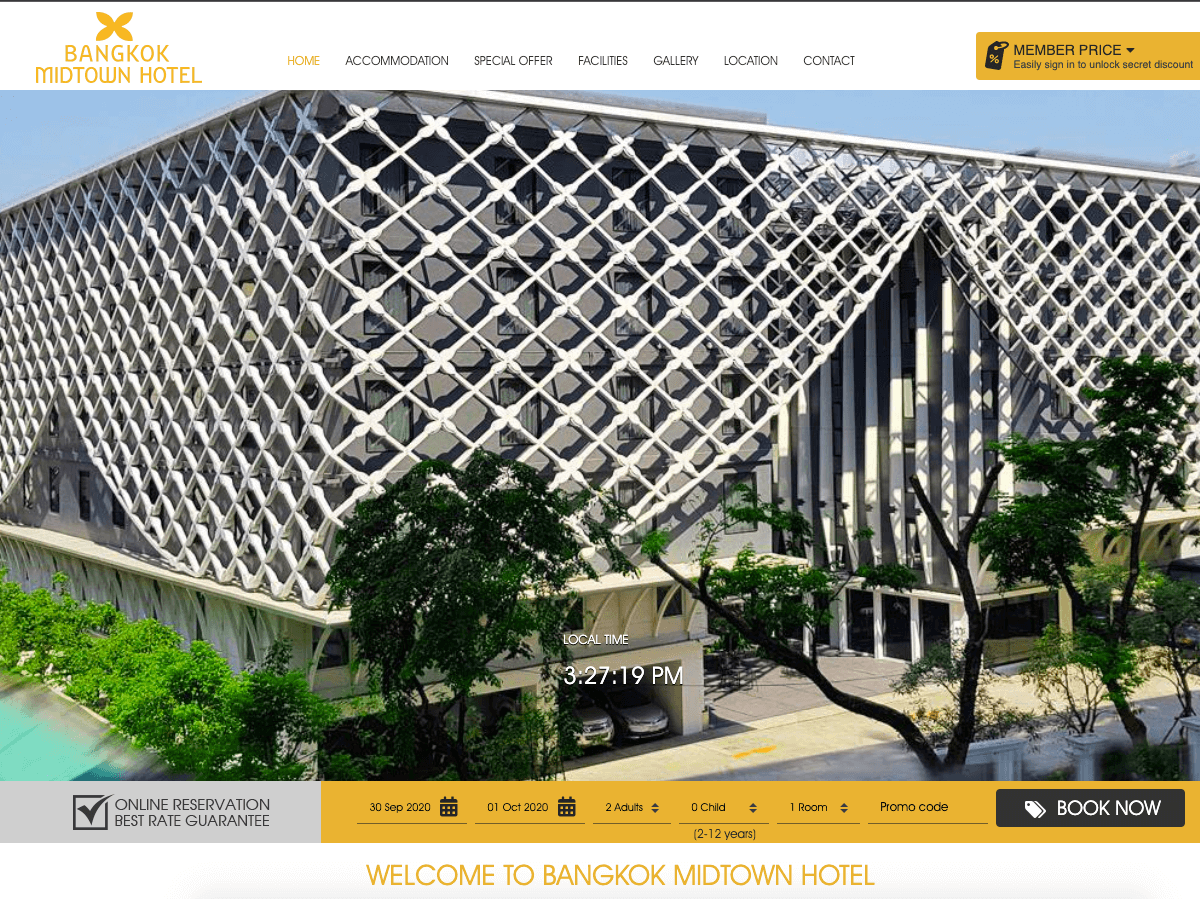 BANGKOK
MIDTOWN HOTEL
HOME ACCOMMODATION SPECIAL OFFER FACILITIES GALLERY LOCATION CONTACT
%
MEMBER PRICE
Easily sign in to unlock secret discount
LOCAL TIME
3:27:19 PM
ONLINE RESERVATION
BEST RATE GUARANTEE
30 Sep 2020 01 Oct 2020 2 Adults 0 Child 1 Room Promo code BOOK NOW
(2-12 years)
WELCOME TO BANGKOK MIDTOWN HOTEL